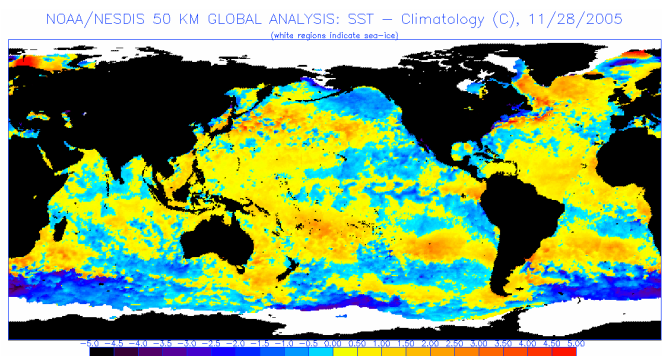 NOAA/NESDIS 50 KM GLOBAL ANALYSIS: SST - Climatology (C), 11/28/2005
(white regions indicate sea-ice)
-5.0 -4.5 -4.0 -3.5 -3.0 -2.5 -2.0 -1.5 -1.0 -0.5 0.00 0.50 1.00 1.50 2.00 2.50 3.00 3.50 4.00 4.50 5.00